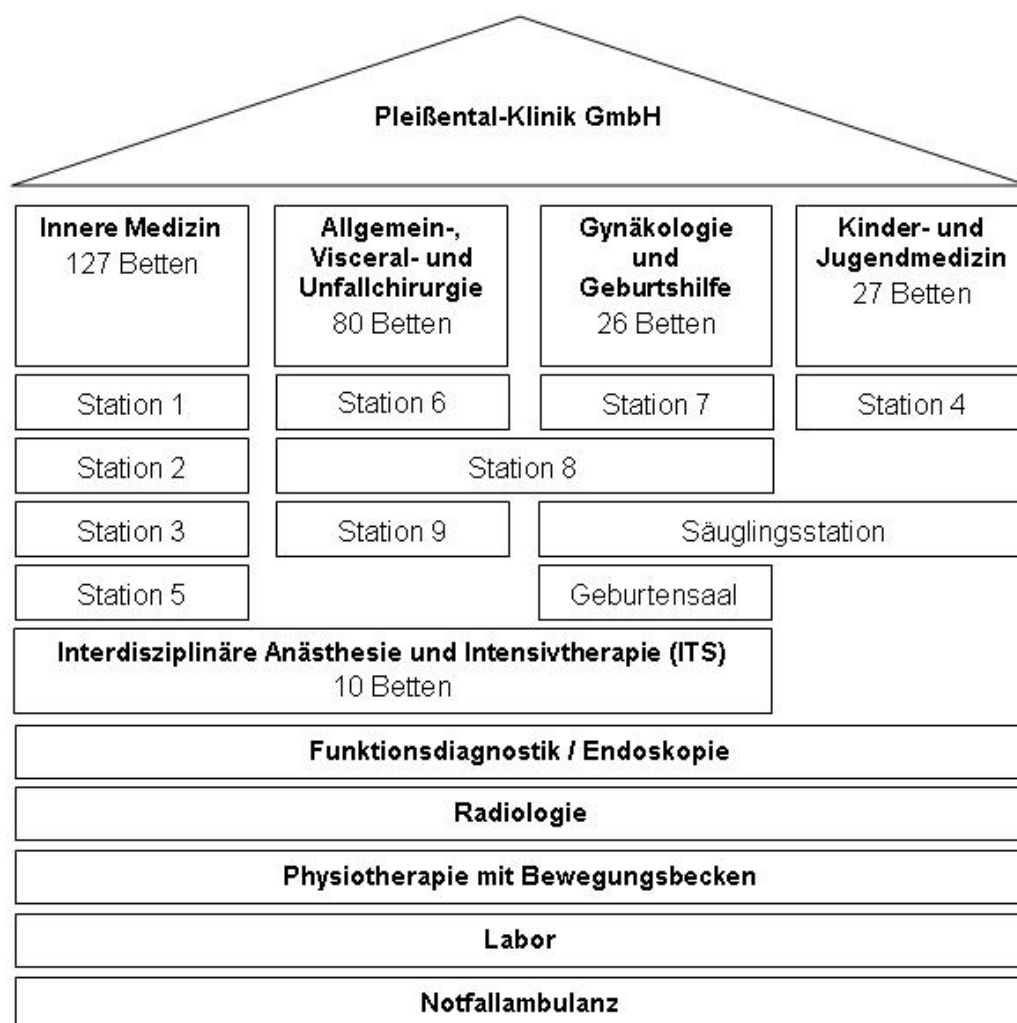 Pleißental-Klinik GmbH
Innere Medizin
127 Betten
Allgemein-,
Visceral- und
Unfallchirurgie
80 Betten
Gynäkologie
und
Geburtshilfe
26 Betten
Kinder- und
Jugendmedizin
27 Betten
Station 1
Station 6
Station 7
Station 4
Station 2
Station 8
Station 3
Station 9
Säuglingsstation
Station 5
Geburtensaal
Interdisziplinäre Anästhesie und Intensivtherapie (ITS)
10 Betten
Funktionsdiagnostik / Endoskopie
Radiologie
Physiotherapie mit Bewegungsbecken
Labor
Notfallambulanz